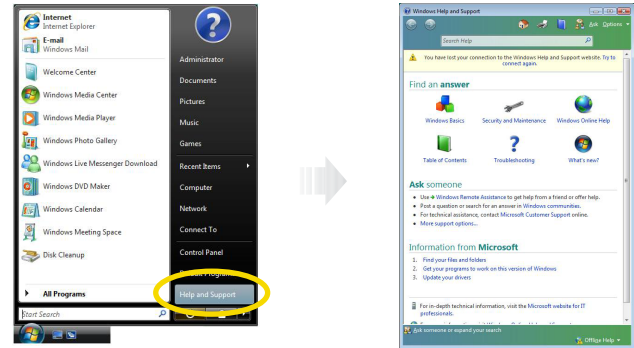 Internet
Internet Explorer
E-mail
Windows Mail
Welcome Center
Windows Media Center
Windows Media Player
Windows Photo Gallery
Windows Live Messenger Download
Windows DVD Maker
Windows Calendar
Windows Meeting Space
Disk Cleanup
All Programs
Start Search
Administrator
Documents
Pictures
Music
Games
Recent Items
Computer
Network
Connect To
Control Panel
Help and Support
Windows Help and Support
Ask Options
Search Help
You have lost your connection to the Windows Help and Support website. Try to
connect again.
Find an answer
Windows Basics Security and Maintenance Windows Online Help
Table of Contents Troubleshooting What's new?
Ask someone
Use Windows Remote Assistance to get help from a friend or offer help.
Post a question or search for an answer in Windows communities.
For technical assistance, contact Microsoft Customer Support online.
More support options...
Information from Microsoft
1. Find your files and folders
2. Get your programs to work on this version of Windows
3. Update your drivers
For in-depth technical information, visit the Microsoft website for IT
professionals.
Ask someone or expand your search
Offline Help